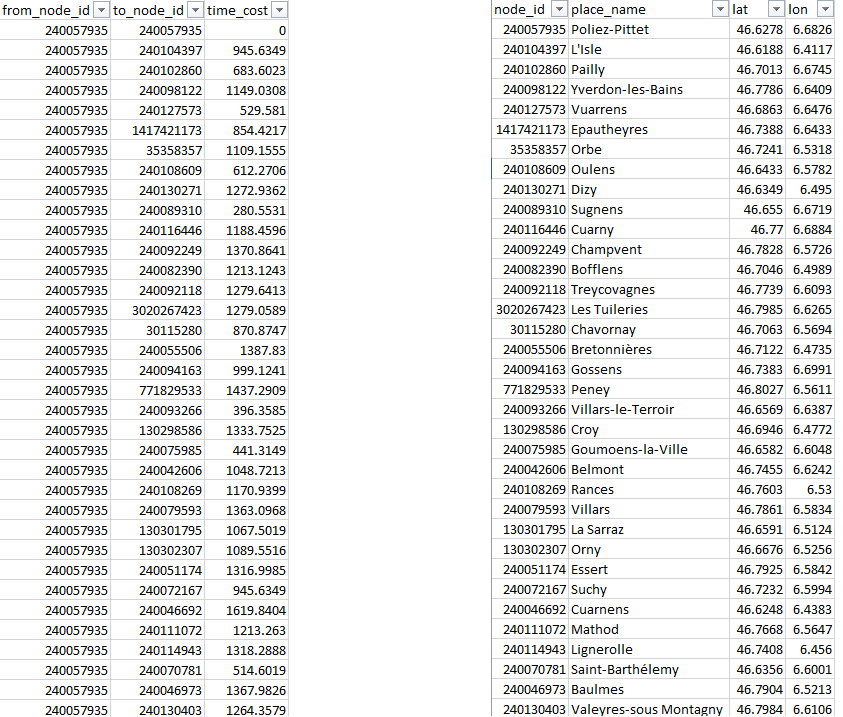 from_node_id to_node_id time_cost node_id place_name lat lon
240057935 240057935 0 240057935 Poliez-Pittet 46.6278 6.6826
240057935 240104397 945.6349 240104397 L'Isle 46.6188 6.4117
240057935 240102860 683.6023 240102860 Pailly 46.7013 6.6745
240057935 240098122 1149.0308 240098122 Yverdon-les-Bains 46.7786 6.6409
240057935 240127573 529.581 240127573 Vuarrens 46.6863 6.6476
240057935 1417421173 854.4217 1417421173 Epautheyres 46.7388 6.6433
240057935 35358357 1109.1555 35358357 Orbe 46.7241 6.5318
240057935 240108609 612.2706 240108609 Oulens 46.6433 6.5782
240057935 240130271 1272.9362 240130271 Dizy 46.6349 6.495
240057935 240089310 280.5531 240089310 Sugnens 46.655 6.6719
240057935 240116446 1188.4596 240116446 Cuarny 46.77 6.6884
240057935 240092249 1370.8641 240092249 Champvent 46.7828 6.5726
240057935 240082390 1213.1243 240082390 Bofflens 46.7046 6.4989
240057935 240092118 1279.6413 240092118 Treycovagnes 46.7739 6.6093
240057935 3020267423 1279.0589 3020267423 Les Tuileries 46.7985 6.6265
240057935 30115280 870.8747 30115280 Chavornay 46.7063 6.5694
240057935 240055506 1387.83 240055506 Bretonnières 46.7122 6.4735
240057935 240094163 999.1241 240094163 Gossens 46.7383 6.6991
240057935 771829533 1437.2909 771829533 Peney 46.8027 6.5611
240057935 240093266 396.3585 240093266 Villars-le-Terroir 46.6569 6.6387
240057935 130298586 1333.7525 130298586 Croy 46.6946 6.4772
240057935 240075985 441.3149 240075985 Goumoens-la-Ville 46.6582 6.6048
240057935 240042606 1048.7213 240042606 Belmont 46.7455 6.6242
240057935 240108269 1170.9399 240108269 Rances 46.7603 6.53
240057935 240079593 1363.0968 240079593 Villars 46.7861 6.5834
240057935 130301795 1067.5019 130301795 La Sarraz 46.6591 6.5124
240057935 130302307 1089.5516 130302307 Orny 46.6676 6.5256
240057935 240051174 1316.9985 240051174 Essert 46.7925 6.5842
240057935 240072167 945.6349 240072167 Suchy 46.7232 6.5994
240057935 240046692 1619.8404 240046692 Cuarnens 46.6248 6.4383
240057935 240111072 1213.263 240111072 Mathod 46.7668 6.5647
240057935 240114943 1318.2888 240114943 Lignerolle 46.7408 6.456
240057935 240070781 514.6019 240070781 Saint-Barthélemy 46.6356 6.6001
240057935 240046973 1367.9826 240046973 Baulmes 46.7904 6.5213
240057935 240130403 1264.3579 240130403 Valeyres-sous Montagny 46.7984 6.6106